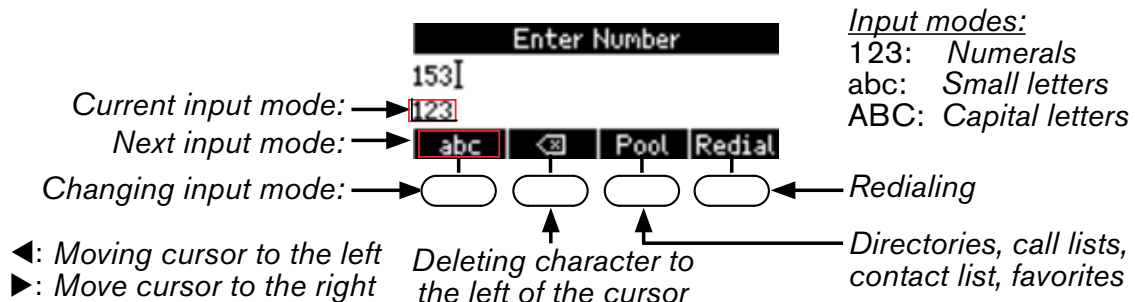 Enter Number
153
123
abc Pool Redial
Current input mode:
Next input mode:
Changing input mode:
Input modes:
123: Numerals
abc: Small letters
ABC: Capital letters
Redialing
◀: Moving cursor to the left
▶: Move cursor to the right
Deleting character to
the left of the cursor
Directories, call lists,
contact list, favorites